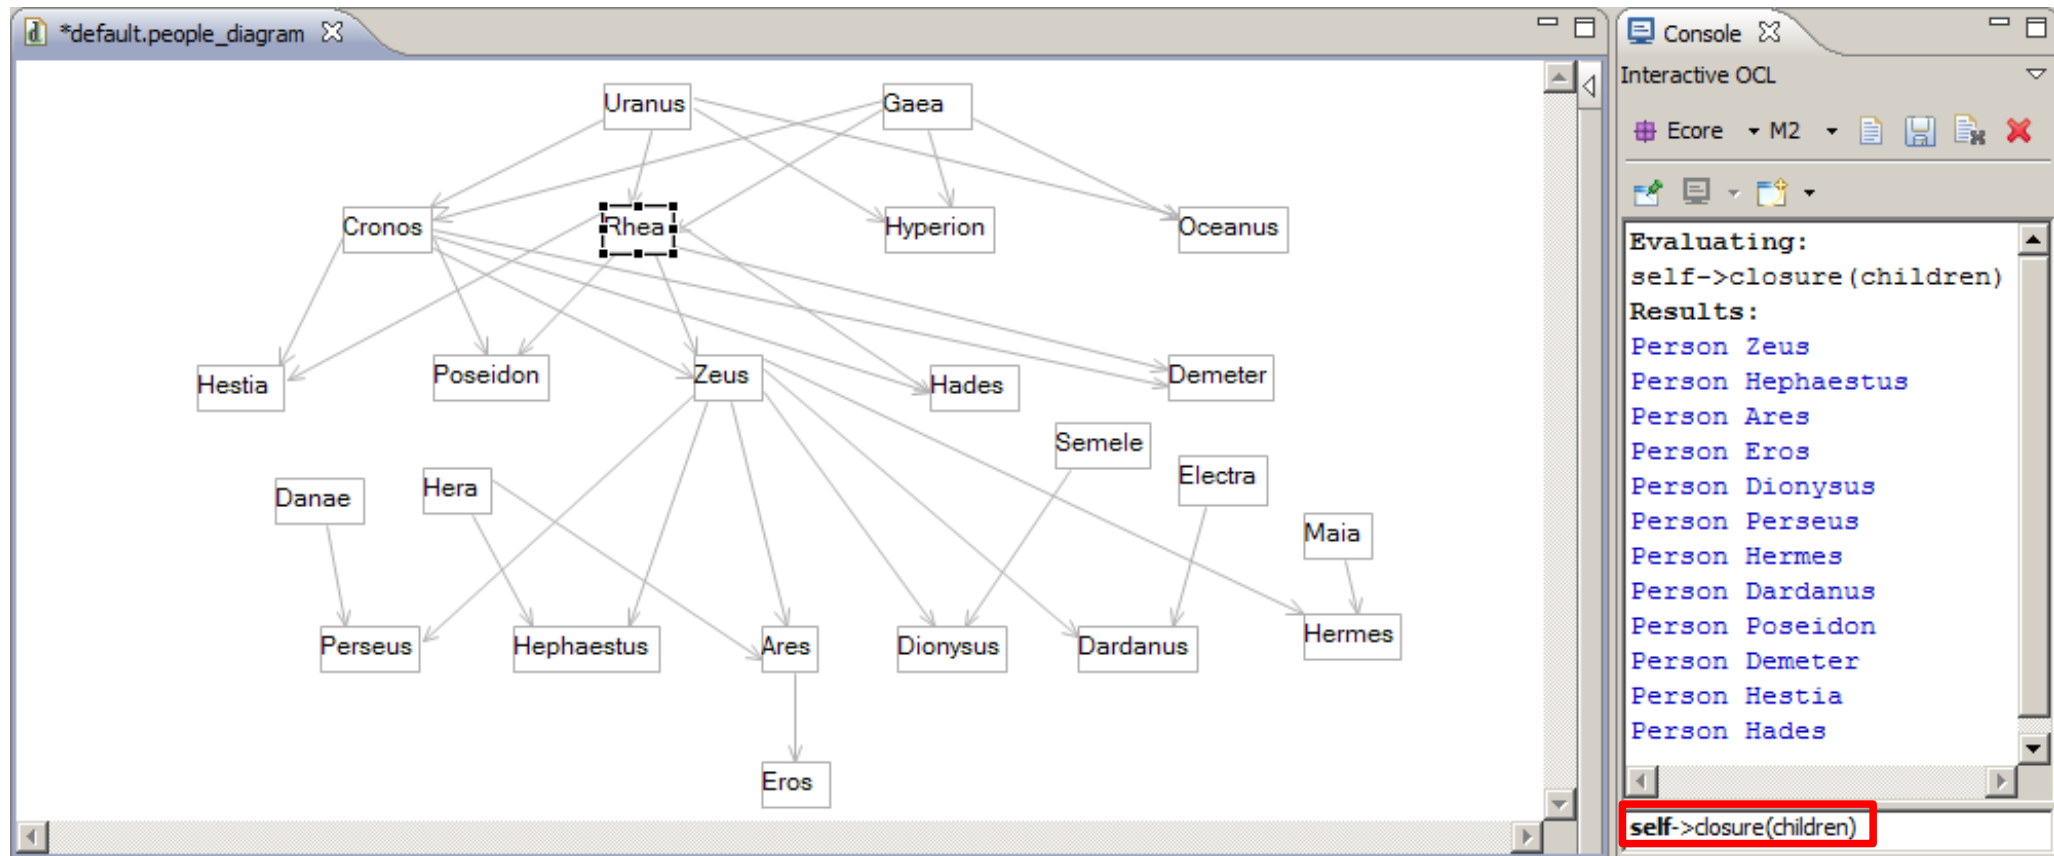 *default.people_diagram
Uranus
Gaea
Cronos
Rhea
Hyperion
Oceanus
Hestia
Poseidon
Zeus
Hades
Demeter
Semele
Electra
Danae
Hera
Maia
Perseus
Hephaestus
Ares
Dionysus
Dardanus
Hermes
Eros
Console
Interactive OCL
Ecore M2
Evaluating:
self->closure(children)
Results:
Person Zeus
Person Hephaestus
Person Ares
Person Eros
Person Dionysus
Person Perseus
Person Hermes
Person Dardanus
Person Poseidon
Person Demeter
Person Hestia
Person Hades
self->closure(children)